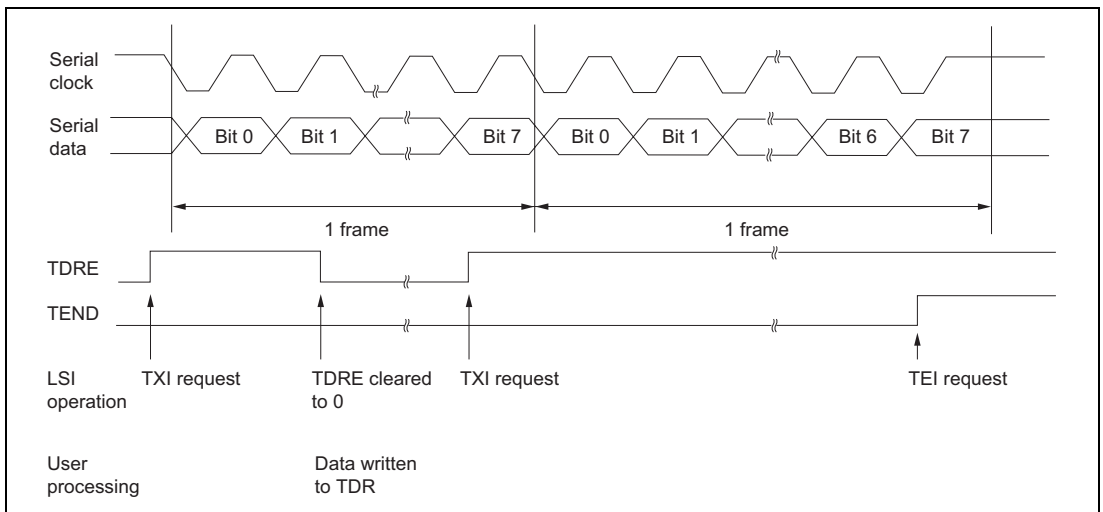 Serial
clock
Serial
data
Bit 0 Bit 1 Bit 7 Bit 0 Bit 1 Bit 6 Bit 7
1 frame 1 frame
TDRE
TEND
LSI
operation
TXI request
TDRE cleared
to 0
TXI request
TEI request
User
processing
Data written
to TDR